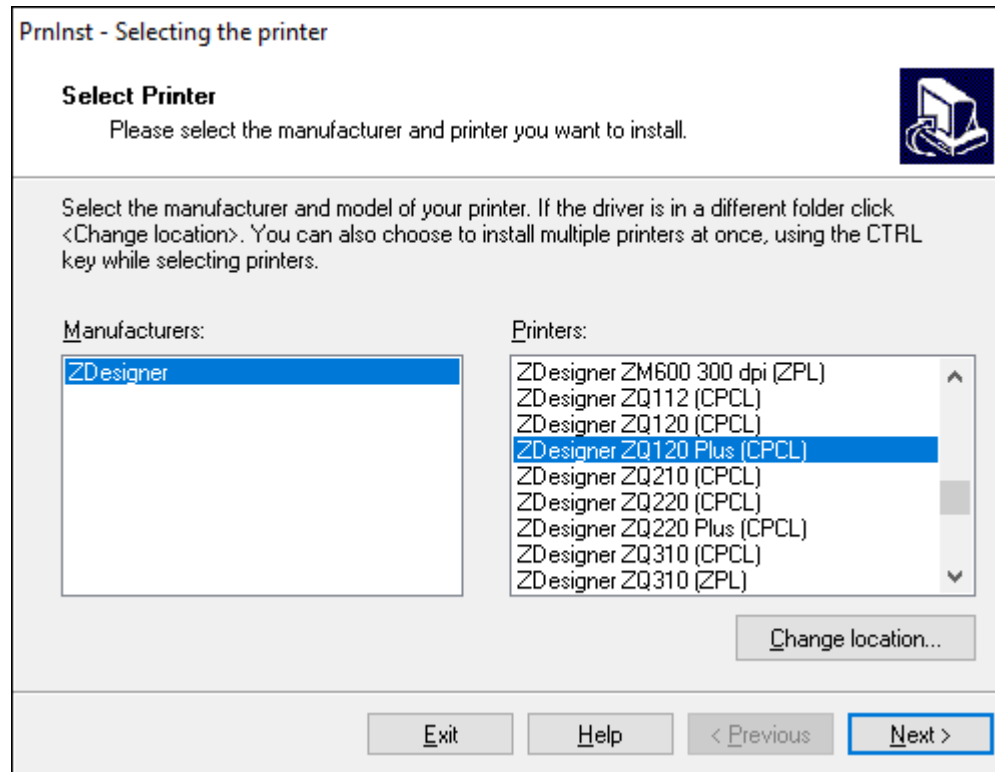 PrnInst - Selecting the printer
Select Printer
Please select the manufacturer and printer you want to install.
Select the manufacturer and model of your printer. If the driver is in a different folder click
<Change location>. You can also choose to install multiple printers at once, using the CTRL
key while selecting printers.
Manufacturers:
ZDesigner
Printers:
ZDesigner ZM600 300 dpi (ZPL)
ZDesigner ZQ112 (CPCL)
ZDesigner ZQ120 (CPCL)
ZDesigner ZQ120 Plus (CPCL)
ZDesigner ZQ210 (CPCL)
ZDesigner ZQ220 (CPCL)
ZDesigner ZQ220 Plus (CPCL)
ZDesigner ZQ310 (CPCL)
ZDesigner ZQ310 (ZPL)
Change location...
Exit
Help
< Previous
Next >